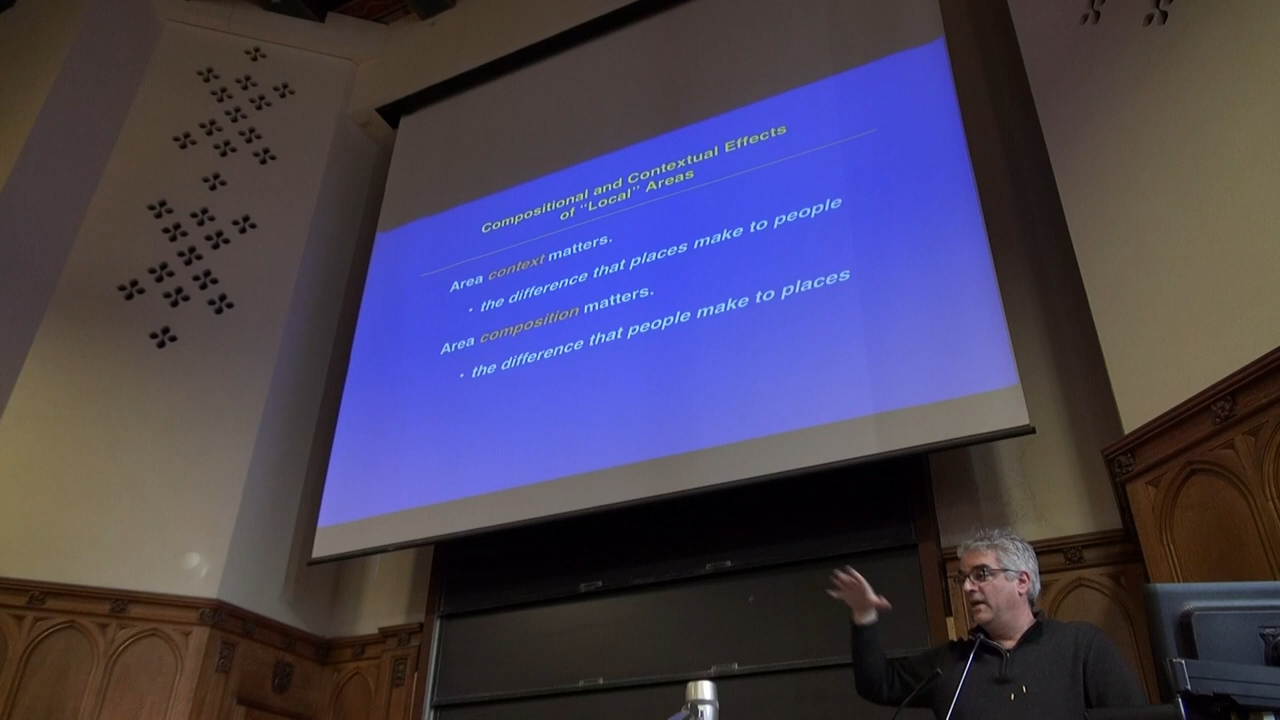 Compositional and Contextual Effects
of “Local” Areas
Area context matters.
• the difference that places make to people
Area composition matters.
• the difference that people make to places